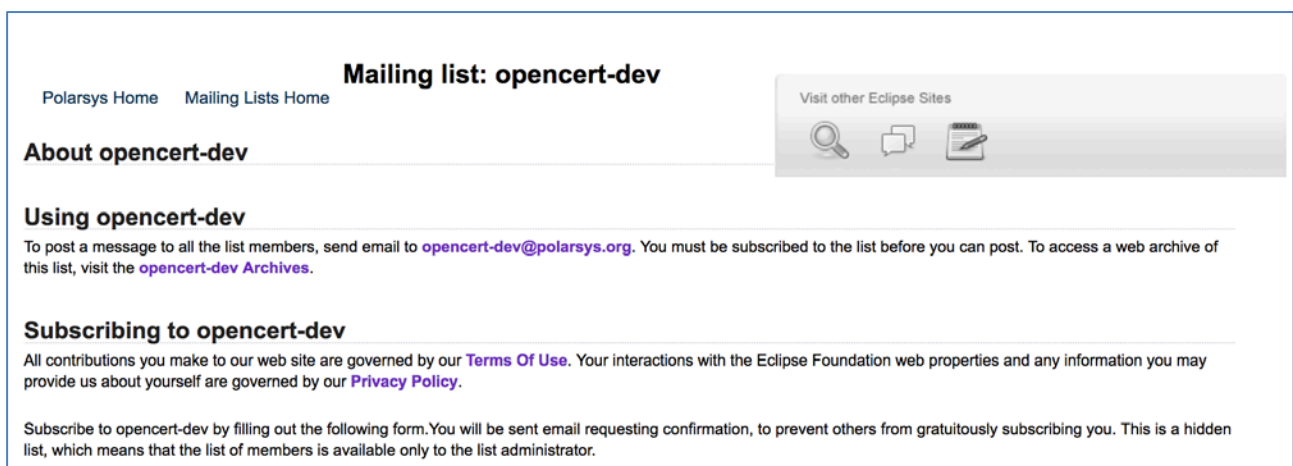 Mailing list: opencert-dev
Polarsys Home Mailing Lists Home
Visit other Eclipse Sites
About opencert-dev
Using opencert-dev
To post a message to all the list members, send email to opencert-dev@polarsys.org. You must be subscribed to the list before you can post. To access a web archive of
this list, visit the opencert-dev Archives.
Subscribing to opencert-dev
All contributions you make to our web site are governed by our Terms Of Use. Your interactions with the Eclipse Foundation web properties and any information you may
provide us about yourself are governed by our Privacy Policy.
Subscribe to opencert-dev by filling out the following form.You will be sent email requesting confirmation, to prevent others from gratuitously subscribing you. This is a hidden
list, which means that the list of members is available only to the list administrator.